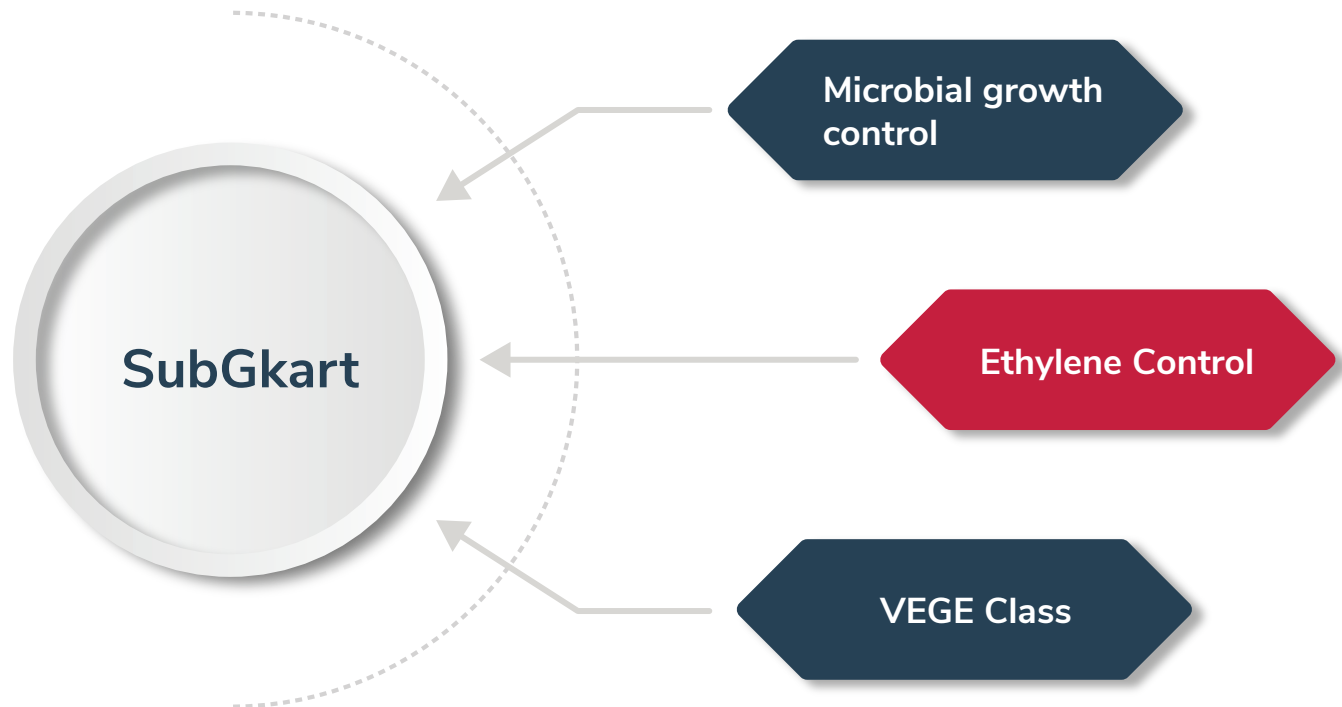 Microbial growth
control
SubGkart
Ethylene Control
VEGE Class